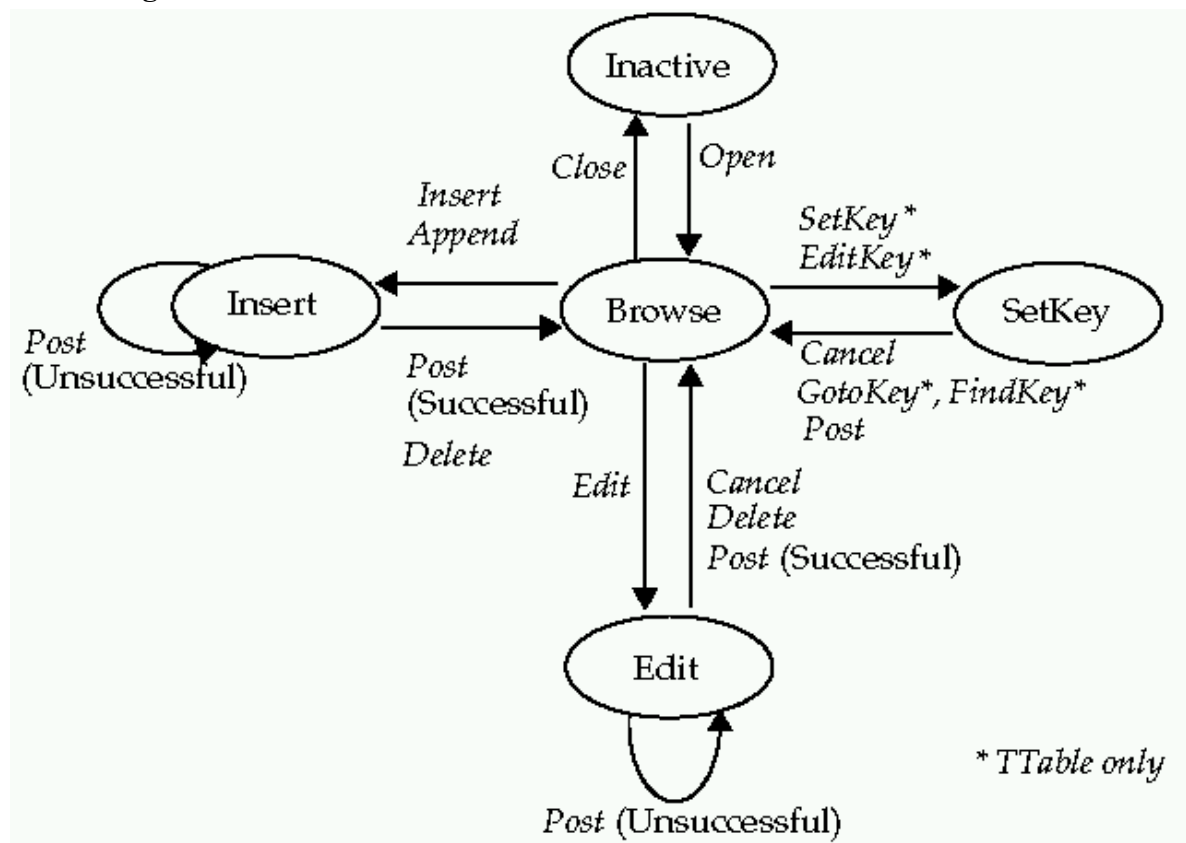 Inactive
Close
Open
Insert
Append
SetKey*
EditKey*
Insert
Browse
SetKey
Post
(Unsuccessful)
Post
(Successful)
Delete
Cancel
GotoKey*, FindKey*
Post
Edit
Cancel
Delete
Post (Successful)
Edit
* TTable only
Post (Unsuccessful)